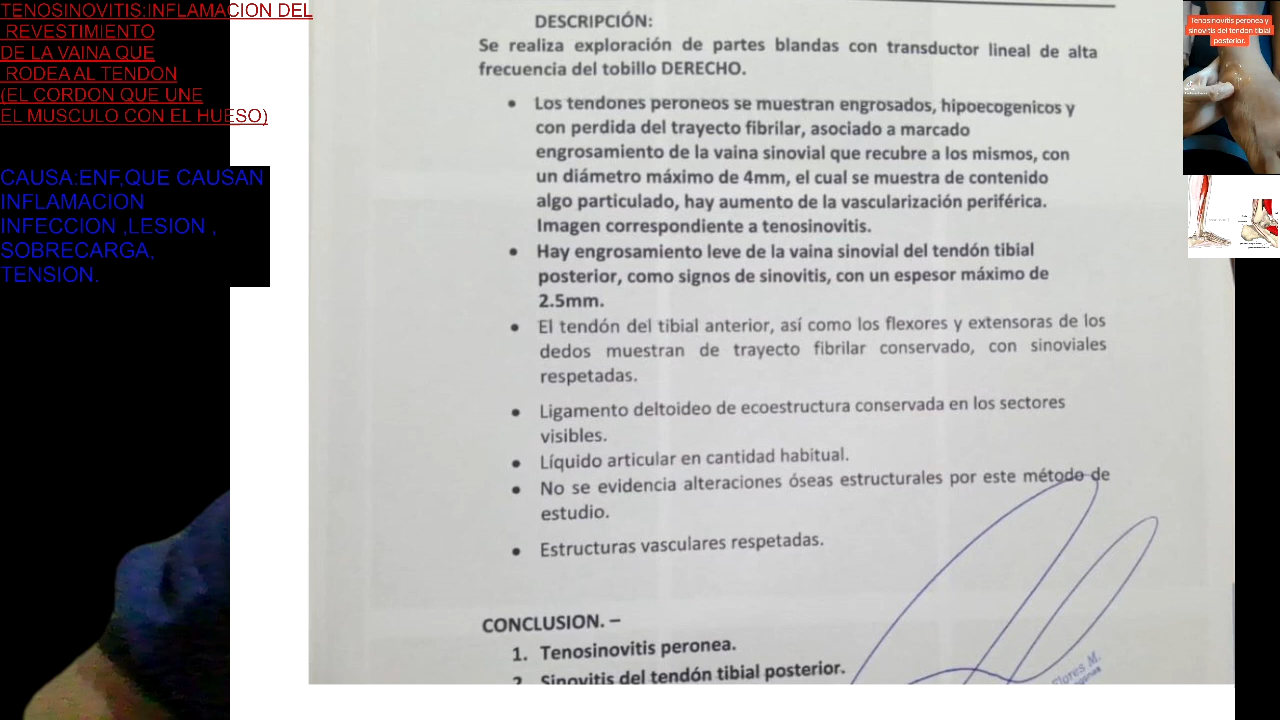 TENOSINOVITIS:INFLAMACION DEL
REVESTIMIENTO
DE LA VAINA QUE
RODEA AL TENDON
(EL CORDON QUE UNE
EL MUSCULO CON EL HUESO)
CAUSA:ENF,QUE CAUSAN
INFLAMACION
INFECCION ,LESION ,
SOBRECARGA,
TENSION.
DESCRIPCIÓN:
Se realiza exploración de partes blandas con transductor lineal de alta
frecuencia del tobillo DERECHO.
• Los tendones peroneos se muestran engrosados, hipoecogenicos y
con perdida del trayecto fibrilar, asociado a marcado
engrosamiento de la vaina sinovial que recubre a los mismos, con
un diámetro máximo de 4mm, el cual se muestra de contenido
algo particulado, hay aumento de la vascularización periférica.
Imagen correspondiente a tenosinovitis.
• Hay engrosamiento leve de la vaina sinovial del tendón tibial
posterior, como signos de sinovitis, con un espesor máximo de
2.5mm.
• El tendón del tibial anterior, así como los flexores y extensoras de los
dedos muestran de trayecto fibrilar conservado, con sinoviales
respetadas.
• Ligamento deltoideo de ecoestructura conservada en los sectores
visibles.
• Líquido articular en cantidad habitual.
• No se evidencia alteraciones óseas estructurales por este método de
estudio.
• Estructuras vasculares respetadas.
CONCLUSION. –
1. Tenosinovitis peronea.
2. Sinovitis del tendón tibial posterior.
Flores M.
Tenosinovitis peronea y
sinovitis del tendón tibial
posterior.